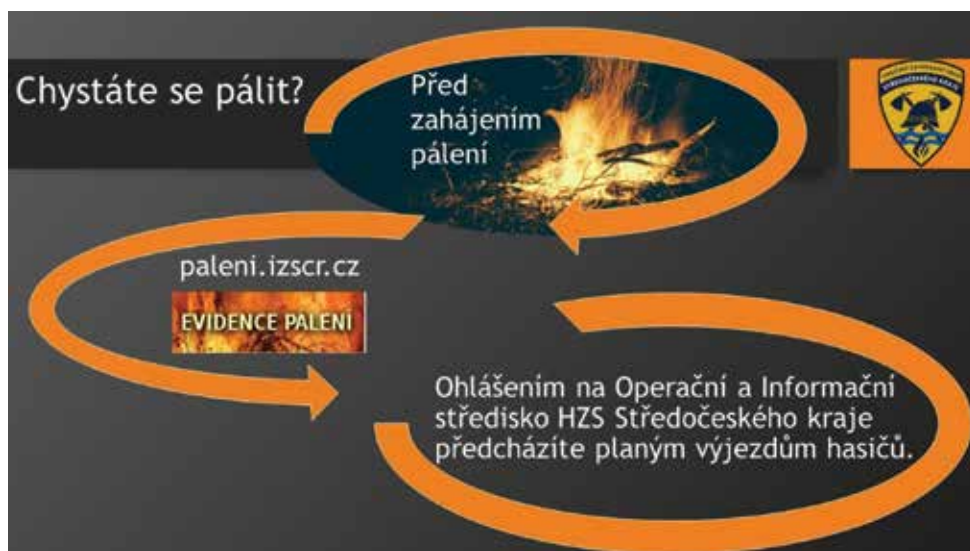 Chystáte se pálit?
Před
zahájením
pálení
paleni.izscr.cz
EVIDENCE PÁLENÍ
Ohlášením na Operační a Informační
středisko HZS Středočeského kraje
předcházíte planým výjezdům hasičů.